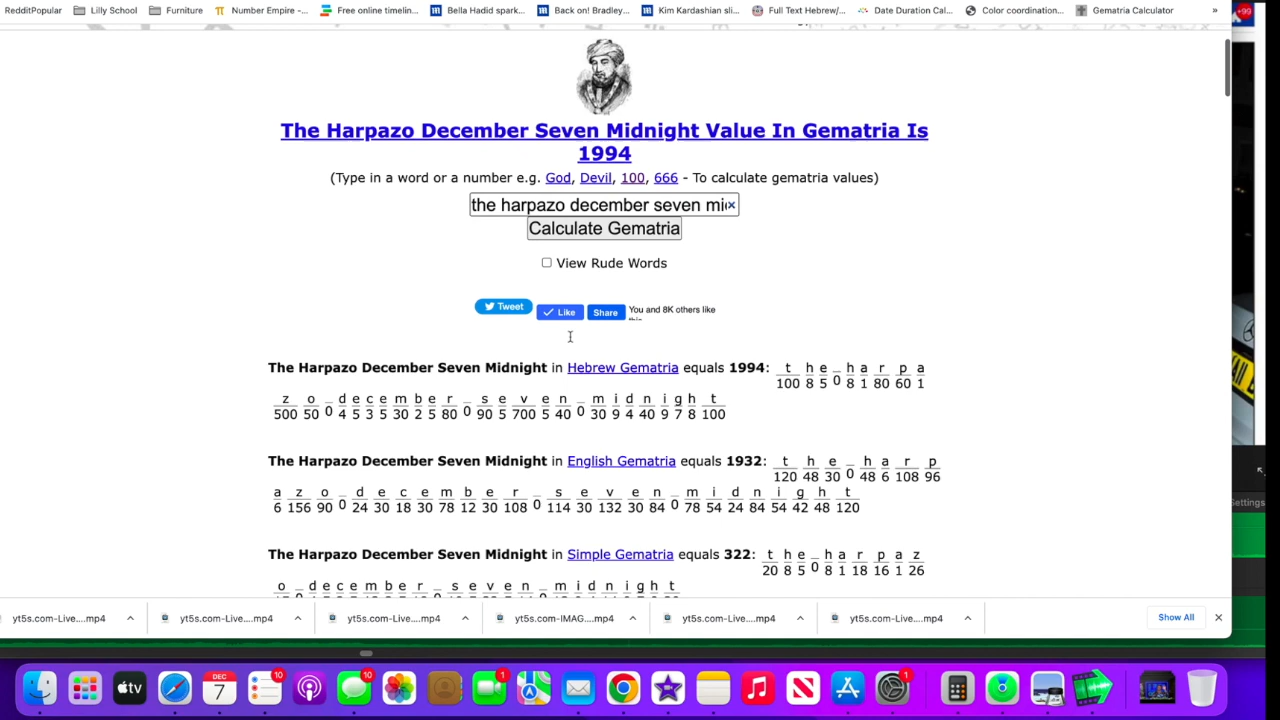 RedditPopular Lilly School Furniture Number Empire -... Free online timelin... Bella Hadid spark... Back on! Bradley... Kim Kardashian sli... Full Text Hebrew/... Date Duration Cal... Color coordination... Gematria Calculator »
+99
The Harpazo December Seven Midnight Value In Gematria Is
1994
(Type in a word or a number e.g. God, Devil, 100, 666 - To calculate gematria values)
the harpazo december seven mi
Calculate Gematria
View Rude Words
Tweet Like Share You and 8K others like
The Harpazo December Seven Midnight in Hebrew Gematria equals 1994: t h e _ h a r p a
100 8 5 0 8 1 80 60 1
z o _ d e c e m b e r _ s e v e n _ m i d n i g h t
500 50 0 4 5 3 5 30 2 5 80 0 90 5 700 5 40 0 30 9 4 40 9 7 8 100
The Harpazo December Seven Midnight in English Gematria equals 1932: t h e _ h a r p
120 48 30 0 48 6 108 96
a z o _ d e c e m b e r _ s e v e n _ m i d n i g h t
6 156 90 0 24 30 18 30 78 12 30 108 0 114 30 132 30 84 0 78 54 24 84 54 42 48 120
The Harpazo December Seven Midnight in Simple Gematria equals 322: t h e _ h a r p a z
20 8 5 0 8 1 18 16 1 26
o _ d e c e m b e r _ s e v e n _ m i d n i g h t
Settings
yt5s.com-Live....mp4 yt5s.com-Live....mp4 yt5s.com-Live....mp4 yt5s.com-IMAG....mp4 yt5s.com-Live....mp4 yt5s.com-Live....mp4 Show All
tv DEC 7 10 10 1 1